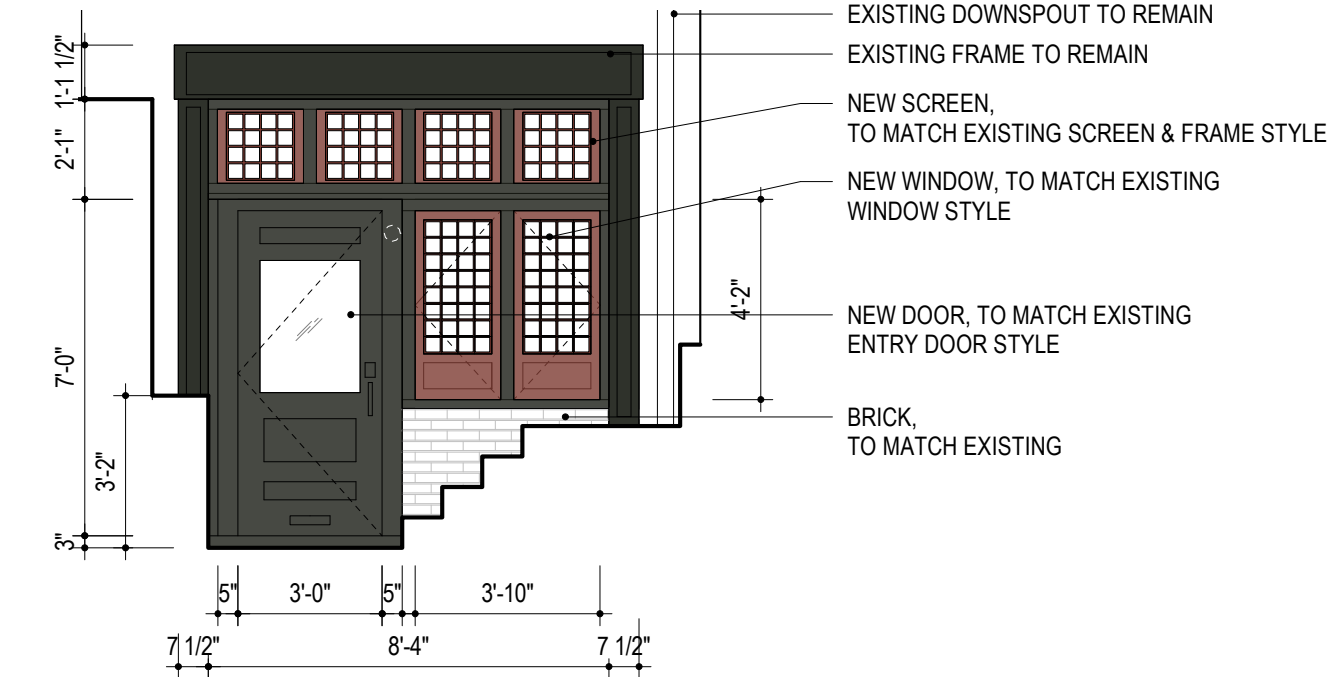 EXISTING DOWNSPOUT TO REMAIN
EXISTING FRAME TO REMAIN
NEW SCREEN,
TO MATCH EXISTING SCREEN & FRAME STYLE
NEW WINDOW, TO MATCH EXISTING
WINDOW STYLE
NEW DOOR, TO MATCH EXISTING
ENTRY DOOR STYLE
BRICK,
TO MATCH EXISTING
1'-1 1/2"
2'-1"
7'-0"
3'-2"
3"
4'-2"
5"
3'-0"
5"
3'-10"
7 1/2"
8'-4"
7 1/2"